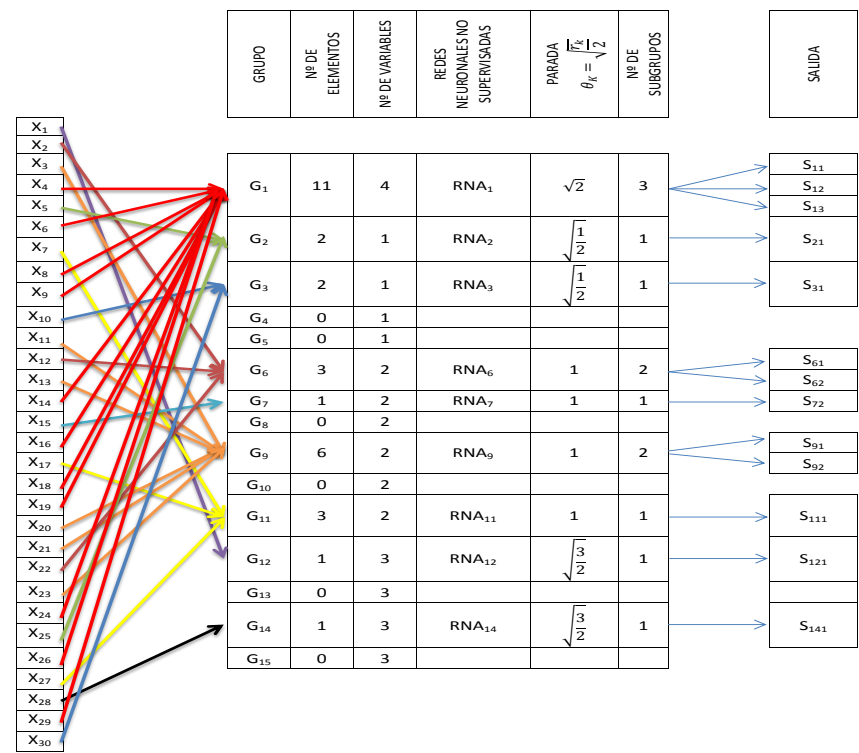 GRUPO
Nº DE ELEMENTOS
Nº DE VARIABLES
REDES NEURONALES NO SUPERVISADAS
PARADA θ_K = √(r_k/2)
Nº DE SUBGRUPOS
SALIDA
X₁
X₂
X₃
X₄
X₅
X₆
X₇
X₈
X₉
X₁₀
X₁₁
X₁₂
X₁₃
X₁₄
X₁₅
X₁₆
X₁₇
X₁₈
X₁₉
X₂₀
X₂₁
X₂₂
X₂₃
X₂₄
X₂₅
X₂₆
X₂₇
X₂₈
X₂₉
X₃₀
G₁ 11 4 RNA₁ √2 3
G₂ 2 1 RNA₂ √(1/2) 1
G₃ 2 1 RNA₃ √(1/2) 1
G₄ 0 1
G₅ 0 1
G₆ 3 2 RNA₆ 1 2
G₇ 1 2 RNA₇ 1 1
G₈ 0 2
G₉ 6 2 RNA₉ 1 2
G₁₀ 0 2
G₁₁ 3 2 RNA₁₁ 1 1
G₁₂ 1 3 RNA₁₂ √(3/2) 1
G₁₃ 0 3
G₁₄ 1 3 RNA₁₄ √(3/2) 1
G₁₅ 0 3
S₁₁
S₁₂
S₁₃
S₂₁
S₃₁
S₆₁
S₆₂
S₇₂
S₉₁
S₉₂
S₁₁₁
S₁₂₁
S₁₄₁